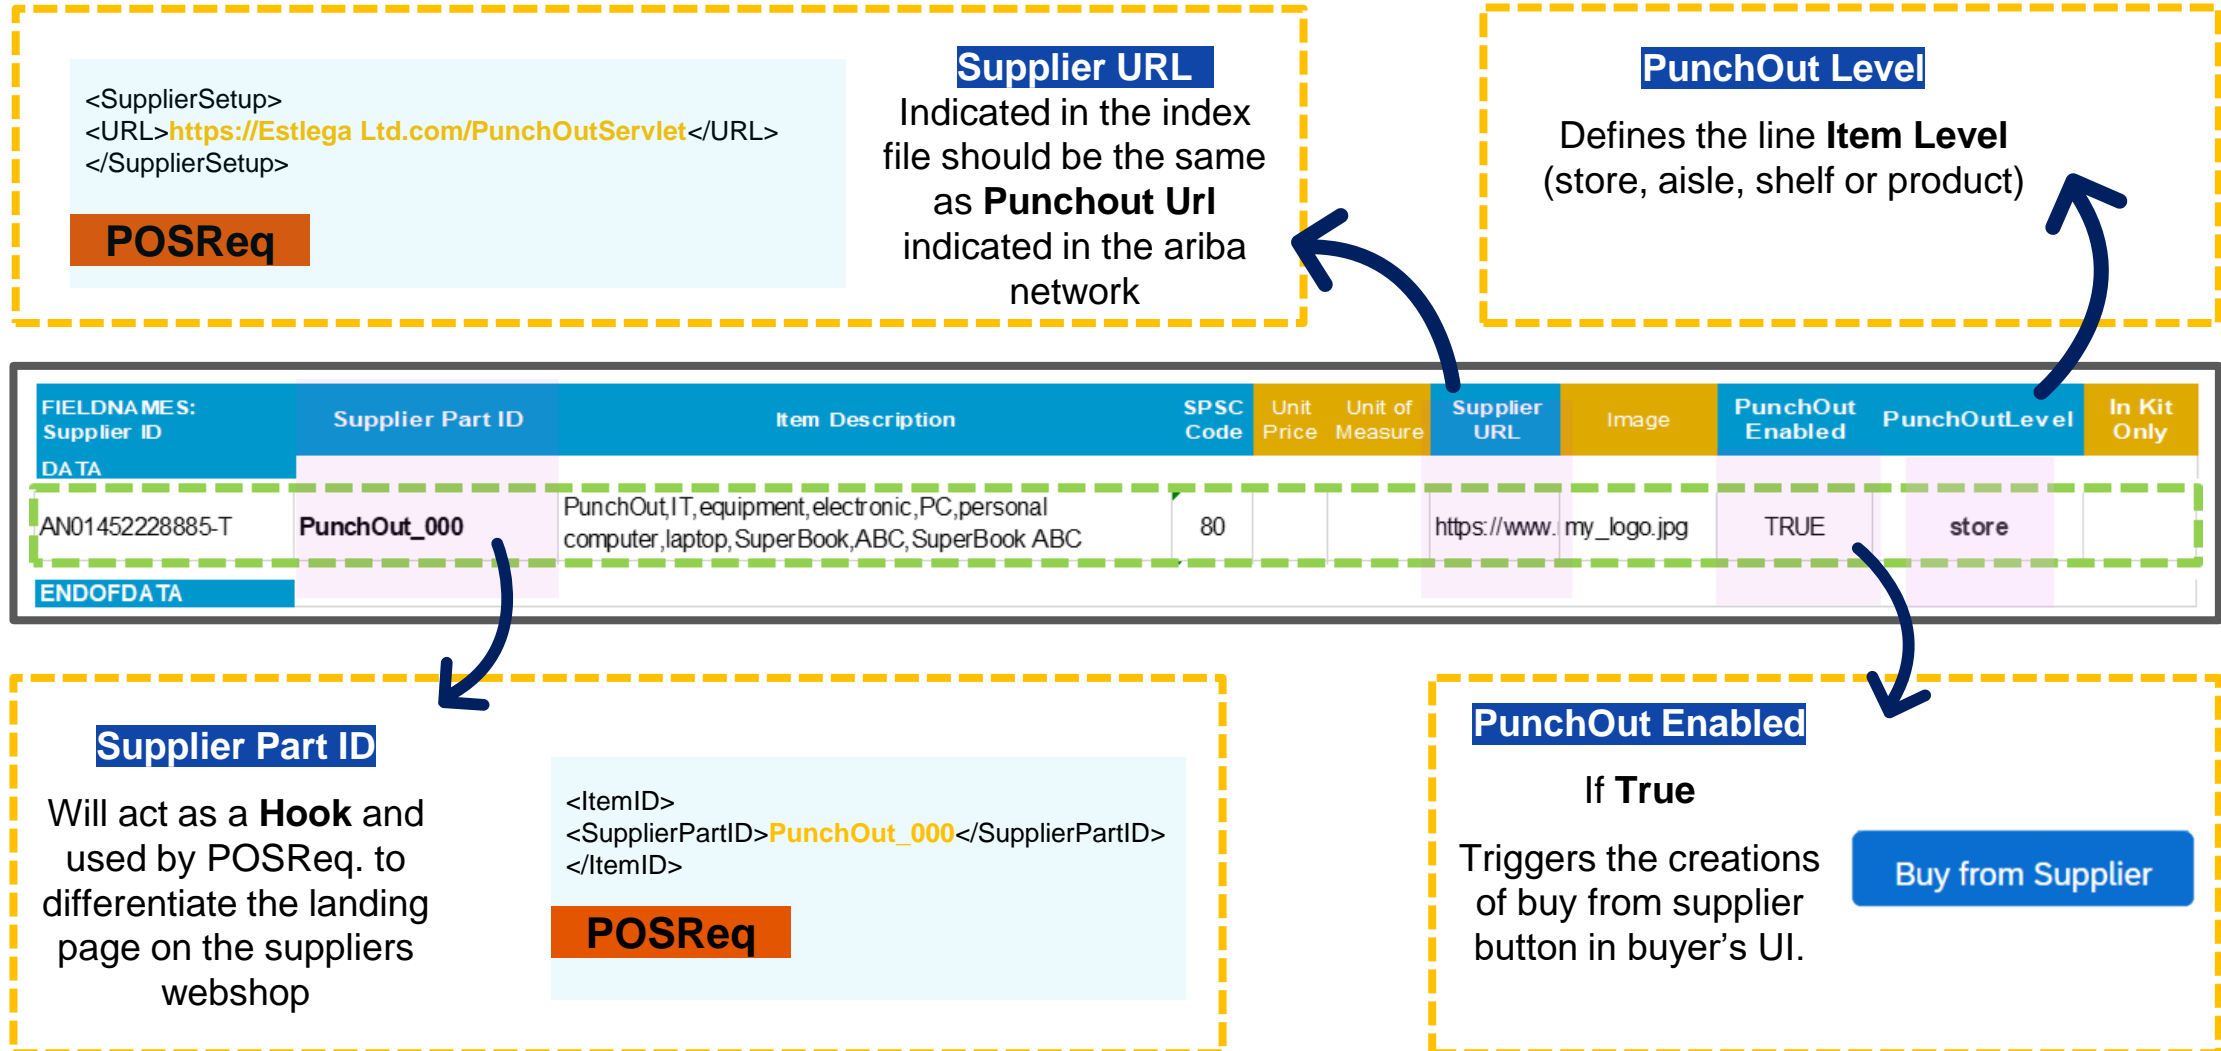 <SupplierSetup>
<URL>https://Estlega Ltd.com/PunchOutServlet</URL>
</SupplierSetup>
POSReq
Supplier URL
Indicated in the index
file should be the same
as Punchout Url
indicated in the ariba
network
PunchOut Level
Defines the line Item Level
(store, aisle, shelf or product)
FIELDNAMES:
Supplier ID
Supplier Part ID
Item Description
SPSC
Code
Unit
Price
Unit of
Measure
Supplier
URL
Image
PunchOut
Enabled
PunchOutLevel
In Kit
Only
DATA
AN01452228885-T
PunchOut_000
PunchOut,IT,equipment,electronic,PC,personal
computer,laptop,SuperBook,ABC,SuperBook ABC
80
https://www.
my_logo.jpg
TRUE
store
ENDOFDATA
Supplier Part ID
Will act as a Hook and
used by POSReq. to
differentiate the landing
page on the suppliers
webshop
<ItemID>
<SupplierPartID>PunchOut_000</SupplierPartID>
</ItemID>
POSReq
PunchOut Enabled
If True
Triggers the creations
of buy from supplier
button in buyer’s UI.
Buy from Supplier